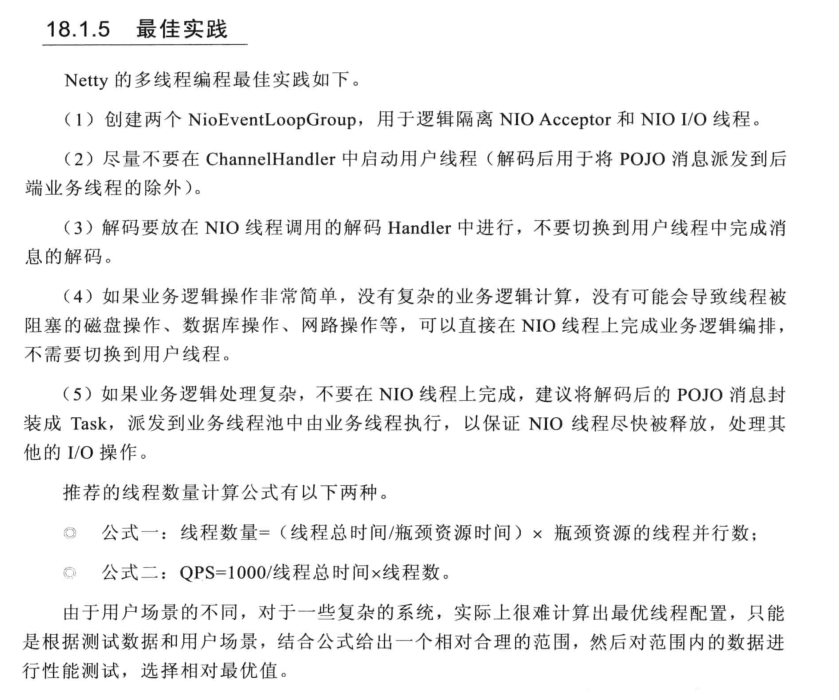 18.1.5 最佳实践
Netty 的多线程编程最佳实践如下。
（1）创建两个 NioEventLoopGroup，用于逻辑隔离 NIO Acceptor 和 NIO I/O 线程。
（2）尽量不要在 ChannelHandler 中启动用户线程（解码后用于将 POJO 消息派发到后
端业务线程的除外）。
（3）解码要放在 NIO 线程调用的解码 Handler 中进行，不要切换到用户线程中完成消
息的解码。
（4）如果业务逻辑操作非常简单，没有复杂的业务逻辑计算，没有可能会导致线程被
阻塞的磁盘操作、数据库操作、网路操作等，可以直接在 NIO 线程上完成业务逻辑编排，
不需要切换到用户线程。
（5）如果业务逻辑处理复杂，不要在 NIO 线程上完成，建议将解码后的 POJO 消息封
装成 Task，派发到业务线程池中由业务线程执行，以保证 NIO 线程尽快被释放，处理其
他的 I/O 操作。
推荐的线程数量计算公式有以下两种。
◎ 公式一：线程数量=（线程总时间/瓶颈资源时间）× 瓶颈资源的线程并行数；
◎ 公式二：QPS=1000/线程总时间×线程数。
由于用户场景的不同，对于一些复杂的系统，实际上很难计算出最优线程配置，只能
是根据测试数据和用户场景，结合公式给出一个相对合理的范围，然后对范围内的数据进
行性能测试，选择相对最优值。